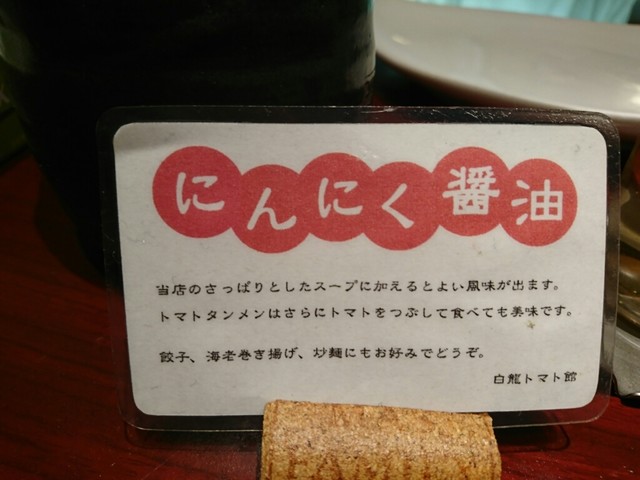 にんにく醤油
当店のさっぱりとしたスープに加えるとよい風味が出ます。
トマトタンメンはさらにトマトをつぶして食べても美味です。
餃子、海老巻き揚げ、炒麺にもお好みでどうぞ。
白龍トマト館